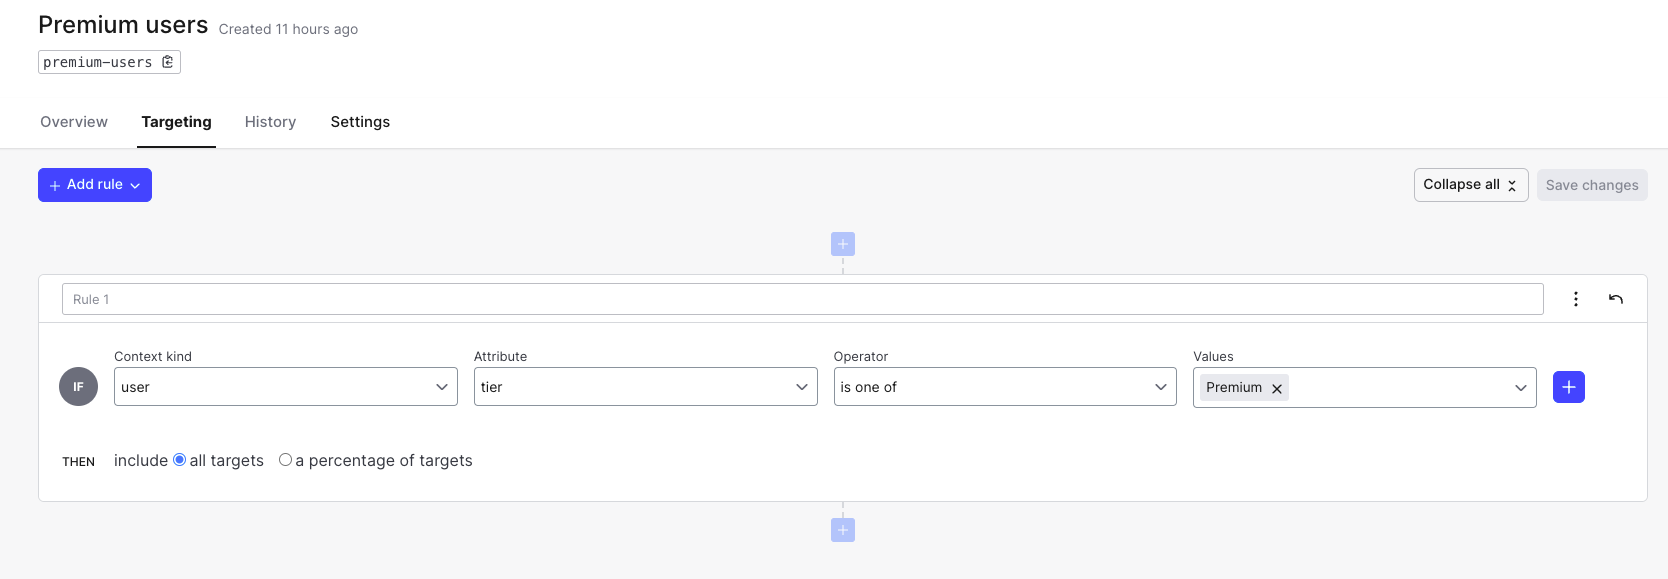 Premium users Created 11 hours ago
premium-users
Overview Targeting History Settings
Add rule Collapse all Save changes
Rule 1
Context kind Attribute Operator Values
IF user tier is one of Premium
THEN include all targets a percentage of targets